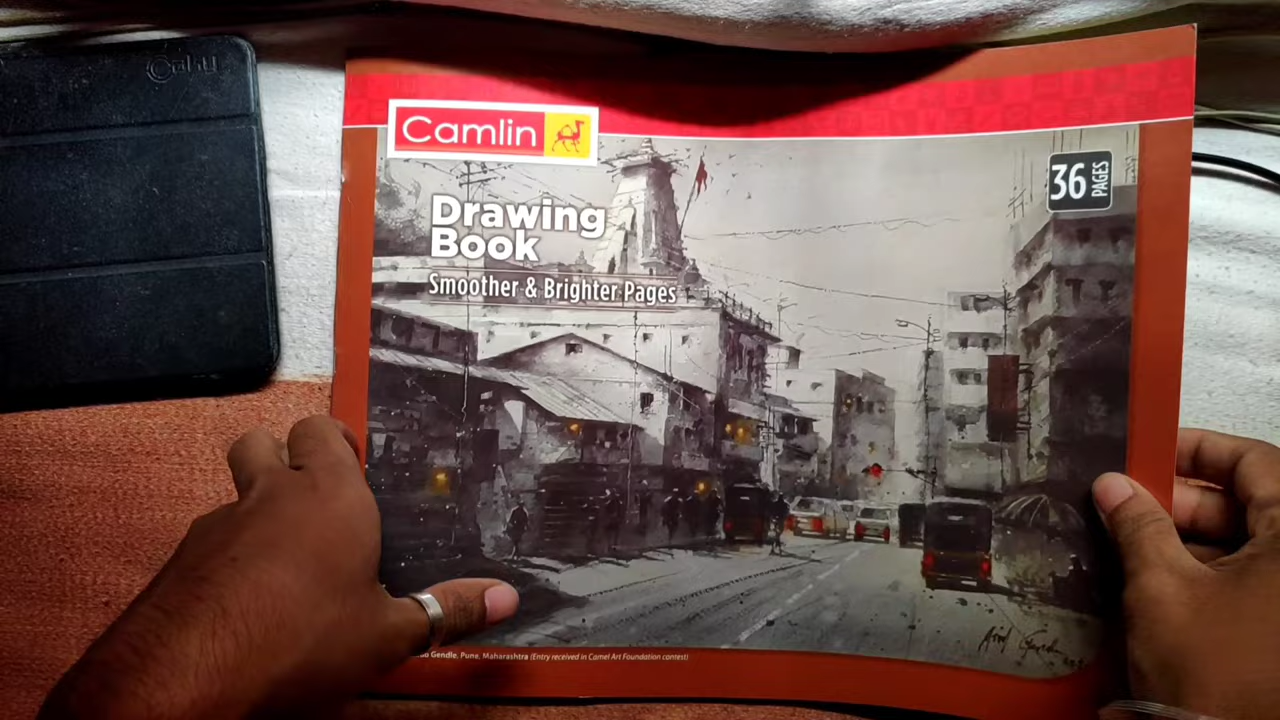 Camlin
36
PAGES
Drawing
Book
Smoother & Brighter Pages
Gendle, Pune, Maharashtra (Entry received in Camel Art Foundation contest)